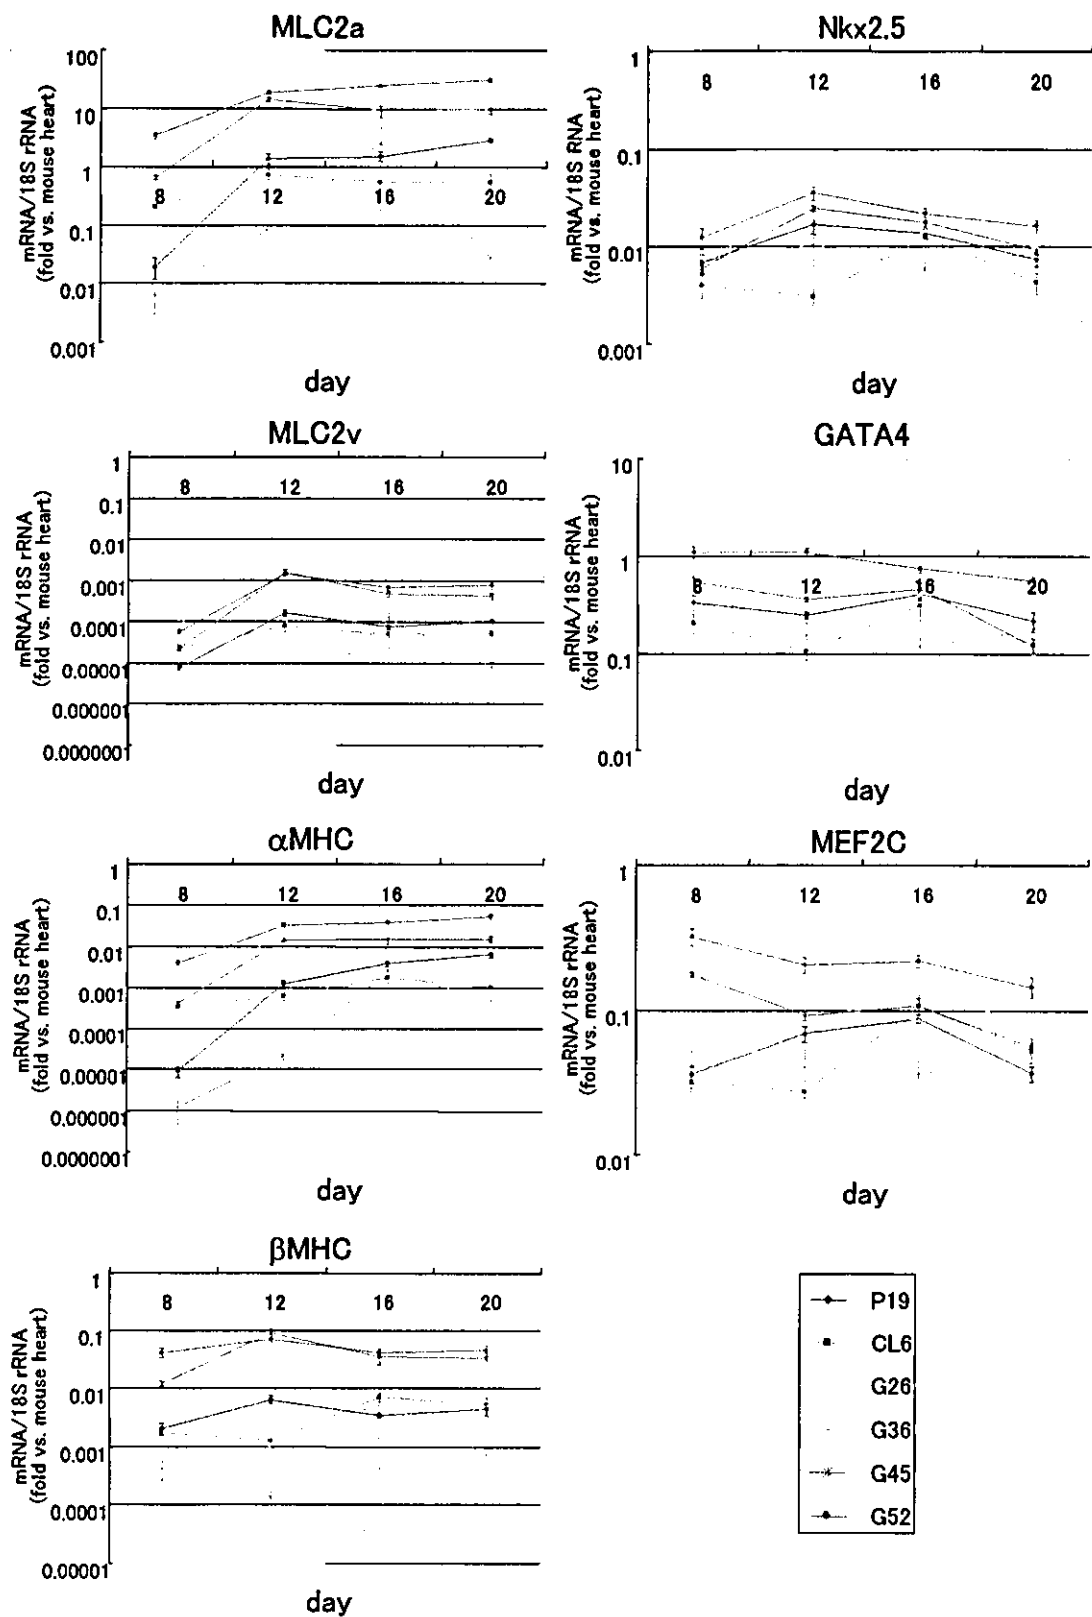 MLC2a
mRNA/18S rRNA
(fold vs. mouse heart)
100
10
1
0.1
0.01
0.001
8
12
16
20
day
Nkx2.5
mRNA/18S RNA
(fold vs. mouse heart)
1
0.1
0.01
0.001
8
12
16
20
day
MLC2v
mRNA/18S rRNA
(fold vs. mouse heart)
1
0.1
0.01
0.001
0.0001
0.00001
0.000001
0.0000001
8
12
16
20
day
GATA4
mRNA/18S rRNA
(fold vs. mouse heart)
10
1
0.1
0.01
8
12
16
20
day
αMHC
mRNA/18S rRNA
(fold vs. mouse heart)
1
0.1
0.01
0.001
0.0001
0.00001
0.000001
0.0000001
8
12
16
20
day
MEF2C
mRNA/18S rRNA
(fold vs. mouse heart)
1
0.1
0.01
8
12
16
20
day
βMHC
mRNA/18S rRNA
(fold vs. mouse heart)
1
0.1
0.01
0.001
0.0001
0.00001
8
12
16
20
day
P19
CL6
G26
G36
G45
G52